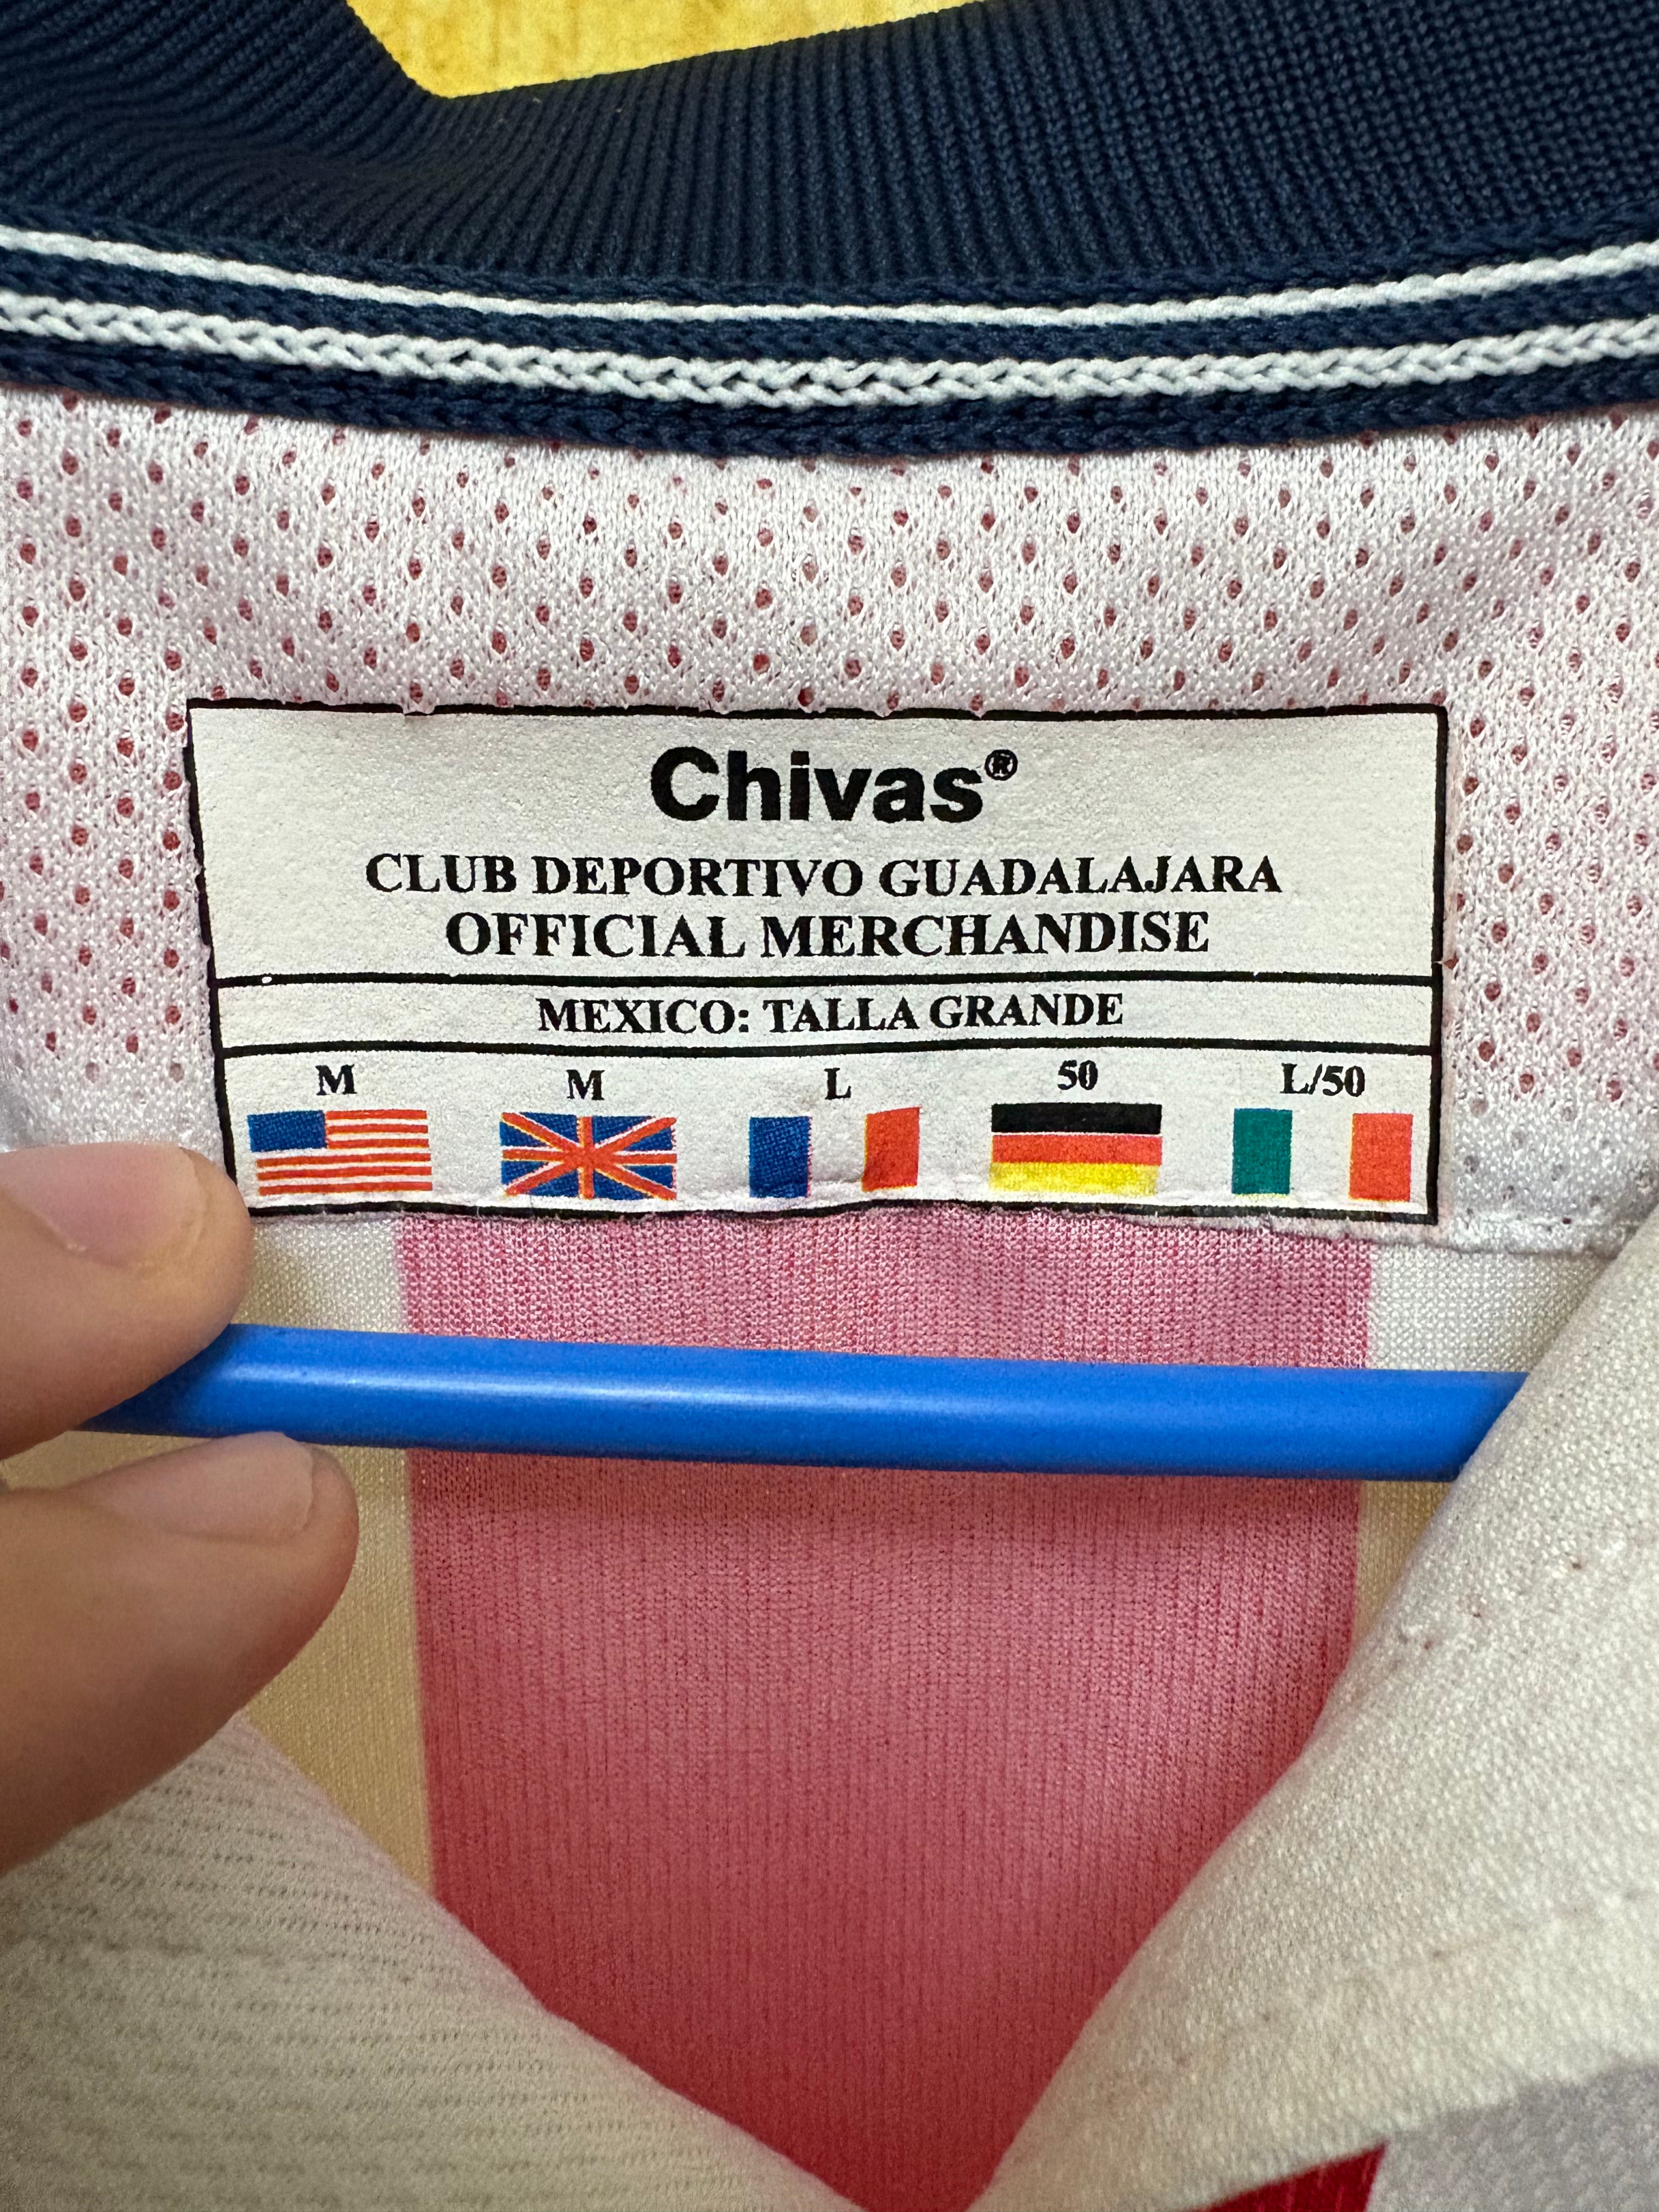 Chivas®
CLUB DEPORTIVO GUADALAJARA
OFFICIAL MERCHANDISE
MEXICO: TALLA GRANDE
M M L 50 L/50